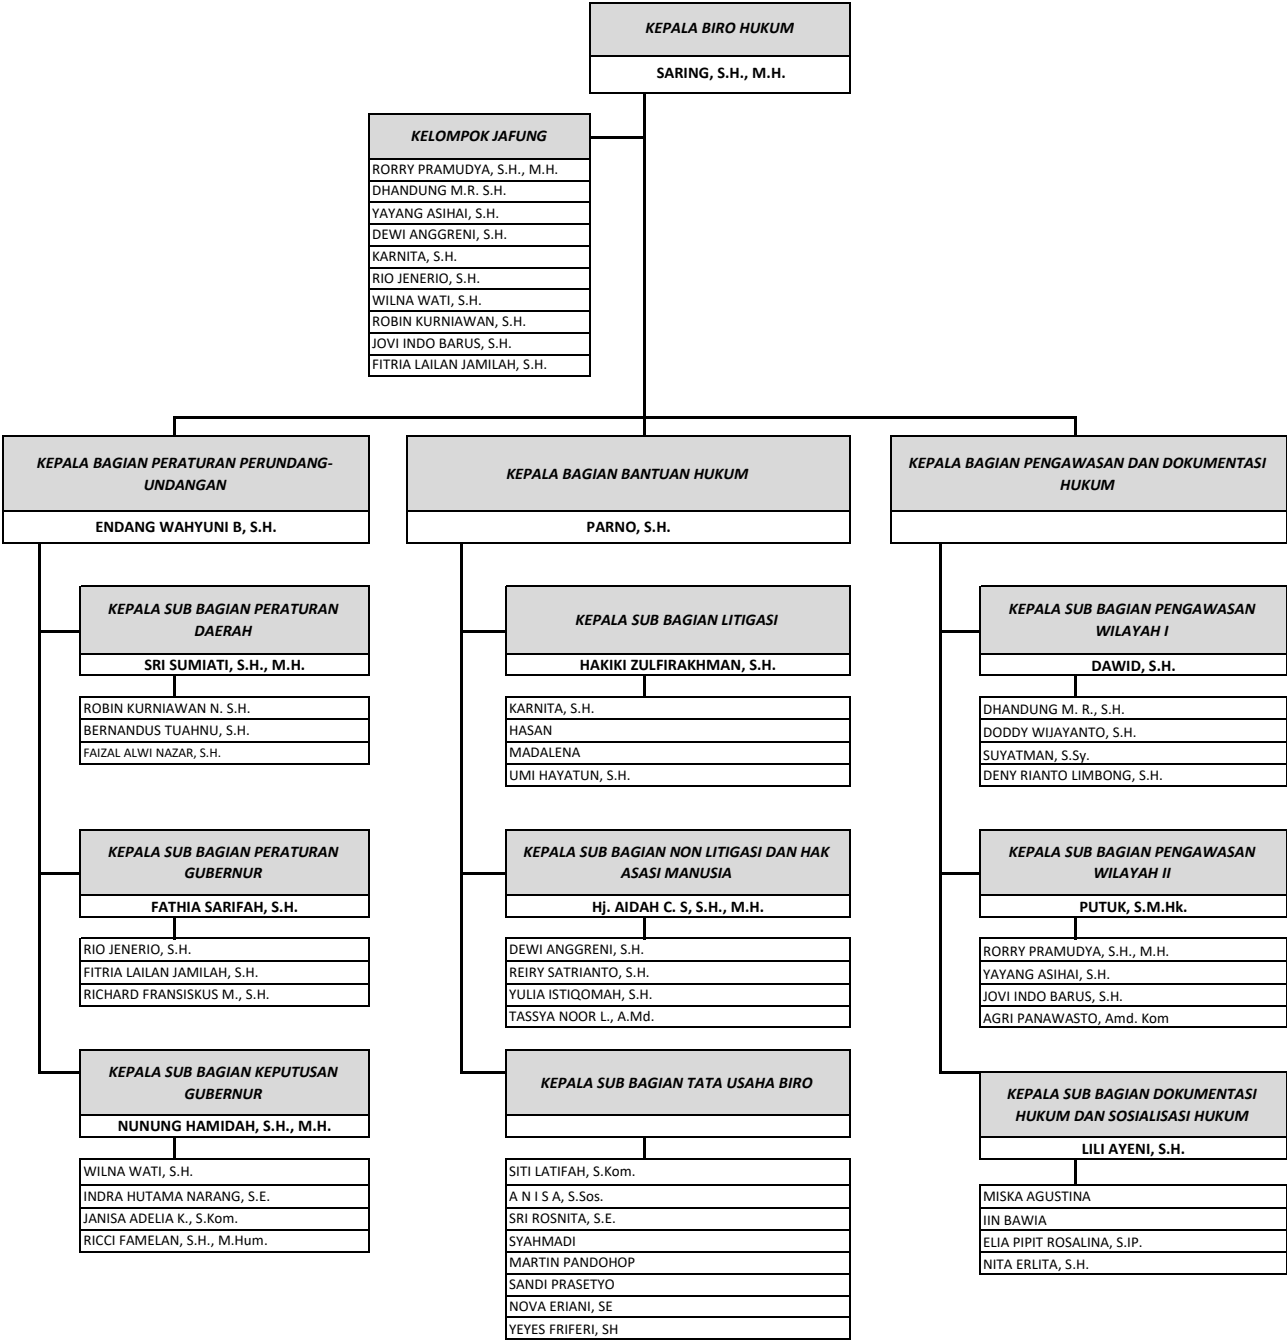 KEPALA BIRO HUKUM
SARING, S.H., M.H.
KELOMPOK JAFUNG
RORRY PRAMUDYA, S.H., M.H.
DHANDUNG M.R. S.H.
YAYANG ASIHAI, S.H.
DEWI ANGGRENI, S.H.
KARNITA, S.H.
RIO JENERIO, S.H.
WILNA WATI, S.H.
ROBIN KURNIAWAN, S.H.
JOVI INDO BARUS, S.H.
FITRIA LAILAN JAMILAH, S.H.
KEPALA BAGIAN PERATURAN PERUNDANG-
UNDANGAN
ENDANG WAHYUNI B, S.H.
KEPALA SUB BAGIAN PERATURAN
DAERAH
SRI SUMIATI, S.H., M.H.
ROBIN KURNIAWAN N. S.H.
BERNANDUS TUAHNU, S.H.
FAIZAL ALWI NAZAR, S.H.
KEPALA SUB BAGIAN PERATURAN
GUBERNUR
FATHIA SARIFAH, S.H.
RIO JENERIO, S.H.
FITRIA LAILAN JAMILAH, S.H.
RICHARD FRANSISKUS M., S.H.
KEPALA SUB BAGIAN KEPUTUSAN
GUBERNUR
NUNUNG HAMIDAH, S.H., M.H.
WILNA WATI, S.H.
INDRA HUTAMA NARANG, S.E.
JANISA ADELIA K., S.Kom.
RICCI FAMELAN, S.H., M.Hum.
KEPALA BAGIAN BANTUAN HUKUM
PARNO, S.H.
KEPALA SUB BAGIAN LITIGASI
HAKIKI ZULFIRAKHMAN, S.H.
KARNITA, S.H.
HASAN
MADALENA
UMI HAYATUN, S.H.
KEPALA SUB BAGIAN NON LITIGASI DAN HAK
ASASI MANUSIA
Hj. AIDAH C. S, S.H., M.H.
DEWI ANGGRENI, S.H.
REIRY SATRIANTO, S.H.
YULIA ISTIQOMAH, S.H.
TASSYA NOOR L., A.Md.
KEPALA SUB BAGIAN TATA USAHA BIRO
SITI LATIFAH, S.Kom.
A N I S A, S.Sos.
SRI ROSNITA, S.E.
SYAHMADI
MARTIN PANDOHOP
SANDI PRASETYO
NOVA ERIANI, SE
YEYES FRIFERI, SH
KEPALA BAGIAN PENGAWASAN DAN DOKUMENTASI
HUKUM
KEPALA SUB BAGIAN PENGAWASAN
WILAYAH I
DAWID, S.H.
DHANDUNG M. R., S.H.
DODDY WIJAYANTO, S.H.
SUYATMAN, S.Sy.
DENY RIANTO LIMBONG, S.H.
KEPALA SUB BAGIAN PENGAWASAN
WILAYAH II
PUTUK, S.M.Hk.
RORRY PRAMUDYA, S.H., M.H.
YAYANG ASIHAI, S.H.
JOVI INDO BARUS, S.H.
AGRI PANAWASTO, Amd. Kom
KEPALA SUB BAGIAN DOKUMENTASI
HUKUM DAN SOSIALISASI HUKUM
LILI AYENI, S.H.
MISKA AGUSTINA
IIN BAWIA
ELIA PIPIT ROSALINA, S.IP.
NITA ERLITA, S.H.